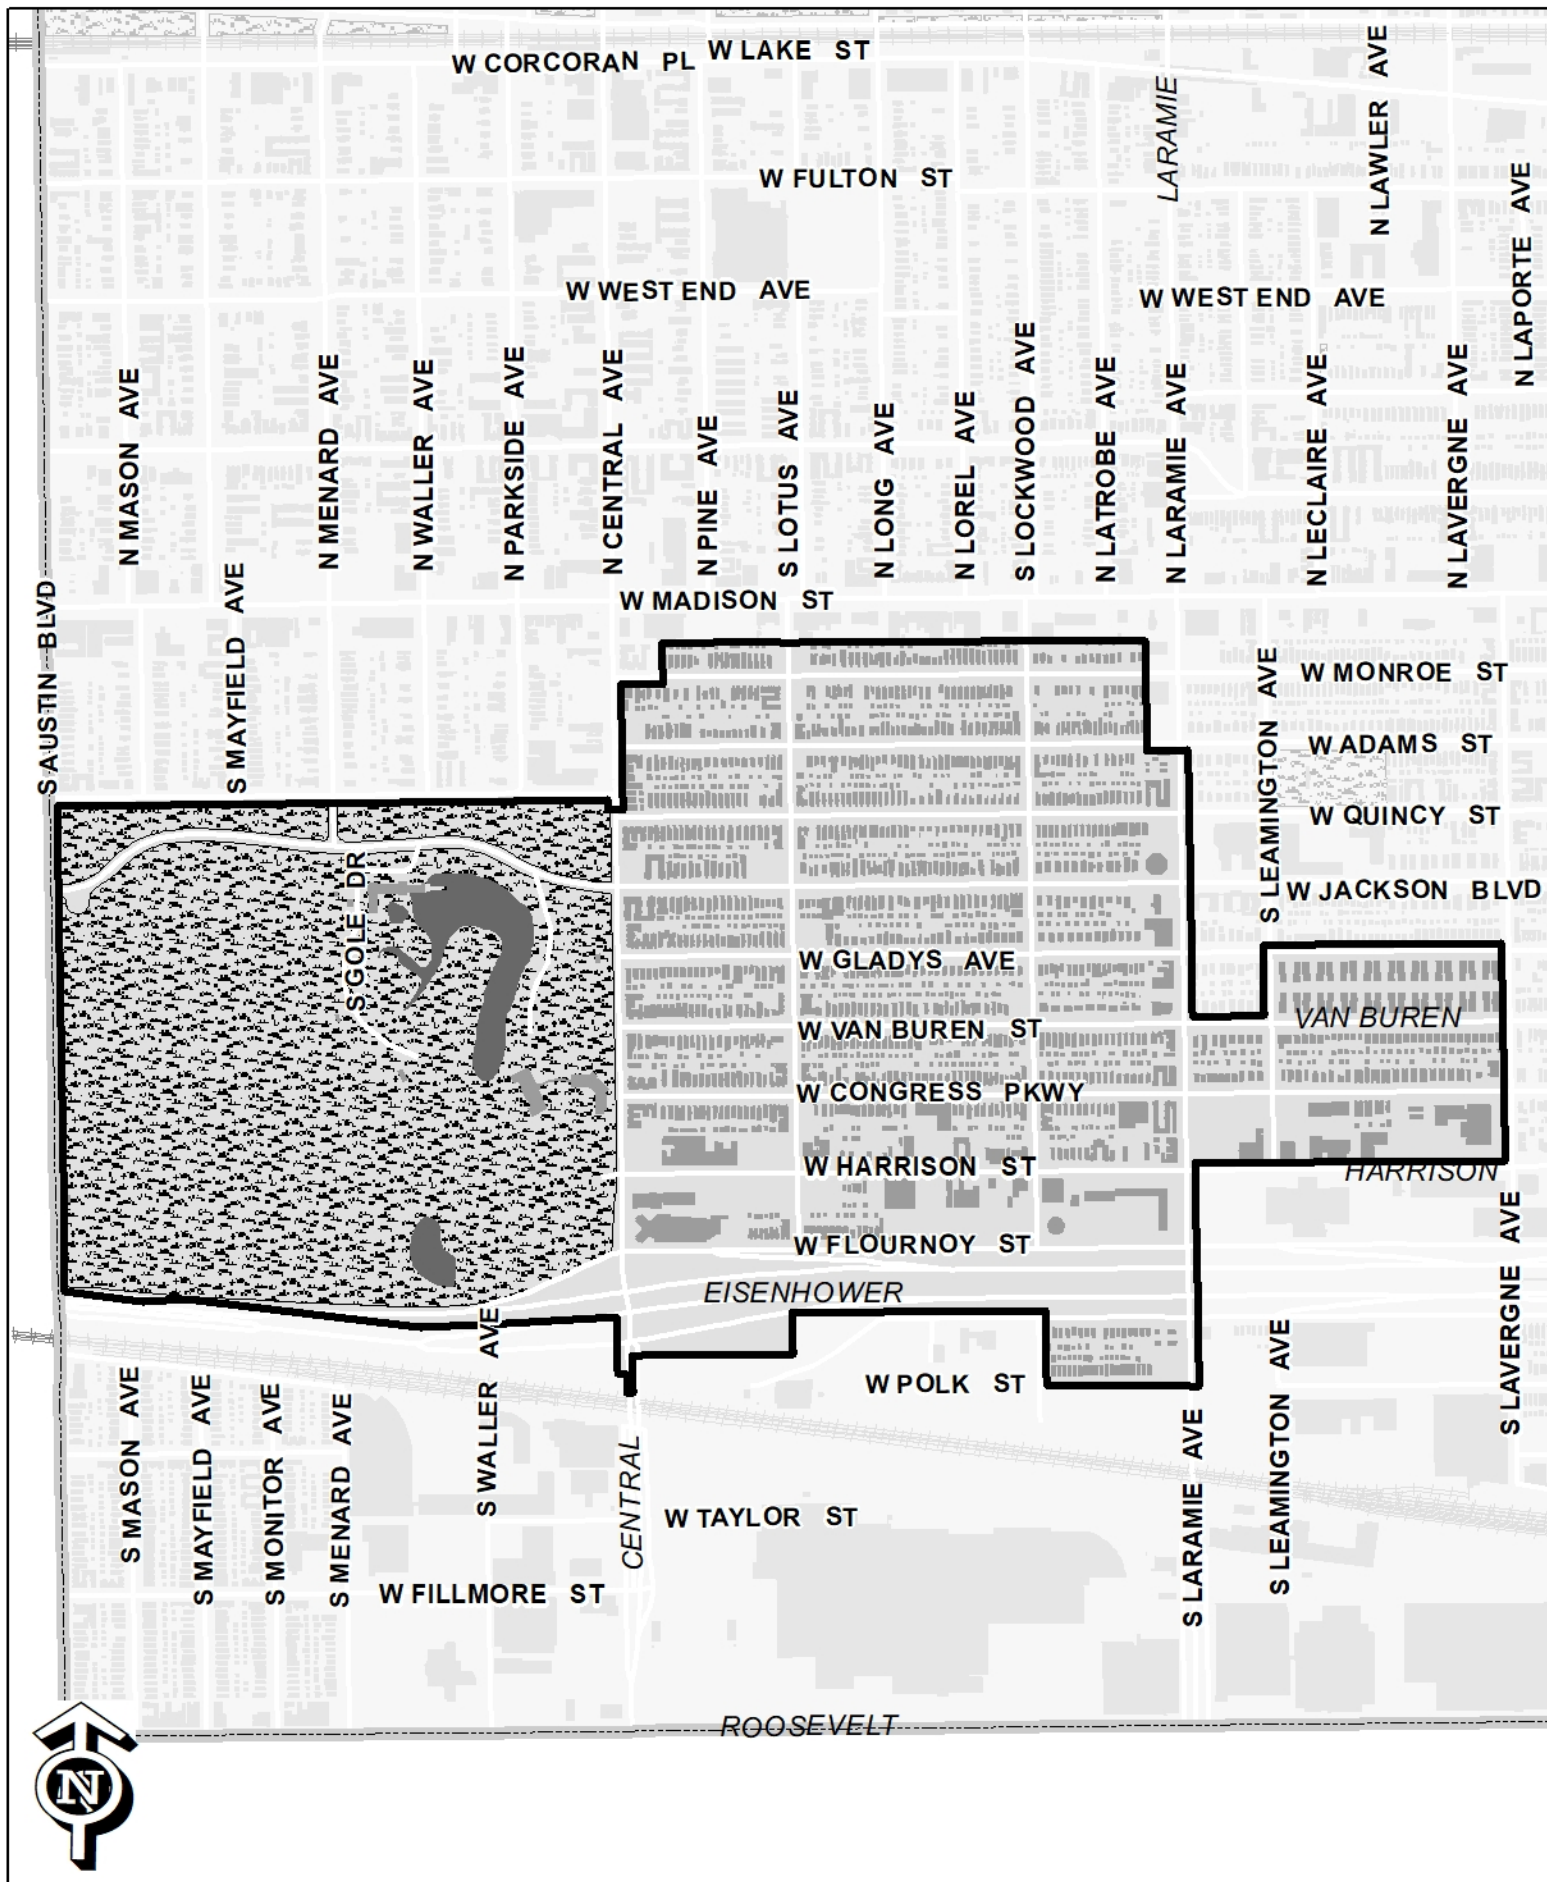 W CORCORAN PL
W LAKE ST
N LAWLER AVE
LARAMIE
W FULTON ST
N LAPORTE AVE
W WEST END AVE
W WEST END AVE
N MASON AVE
N MENARD AVE
N WALLER AVE
N PARKSIDE AVE
N CENTRAL AVE
N PINE AVE
S LOTUS AVE
N LONG AVE
N LOREL AVE
S LOCKWOOD AVE
N LATROBE AVE
N LARAMIE AVE
N LECLAIRE AVE
N LAVERGNE AVE
S AUSTIN BLVD
S MAYFIELD AVE
W MADISON ST
S LEAMINGTON AVE
W MONROE ST
W ADAMS ST
W QUINCY ST
W JACKSON BLVD
S GOLE DR
W GLADYS AVE
W VAN BUREN ST
VAN BUREN
W CONGRESS PKWY
W HARRISON ST
HARRISON
W FLOURNOY ST
EISENHOWER
S LAVERGNE AVE
W POLK ST
S MASON AVE
S MAYFIELD AVE
S MONITOR AVE
S MENARD AVE
S WALLER AVE
CENTRAL
S LARAMIE AVE
S LEAMINGTON AVE
W TAYLOR ST
W FILLMORE ST
ROOSEVELT
N